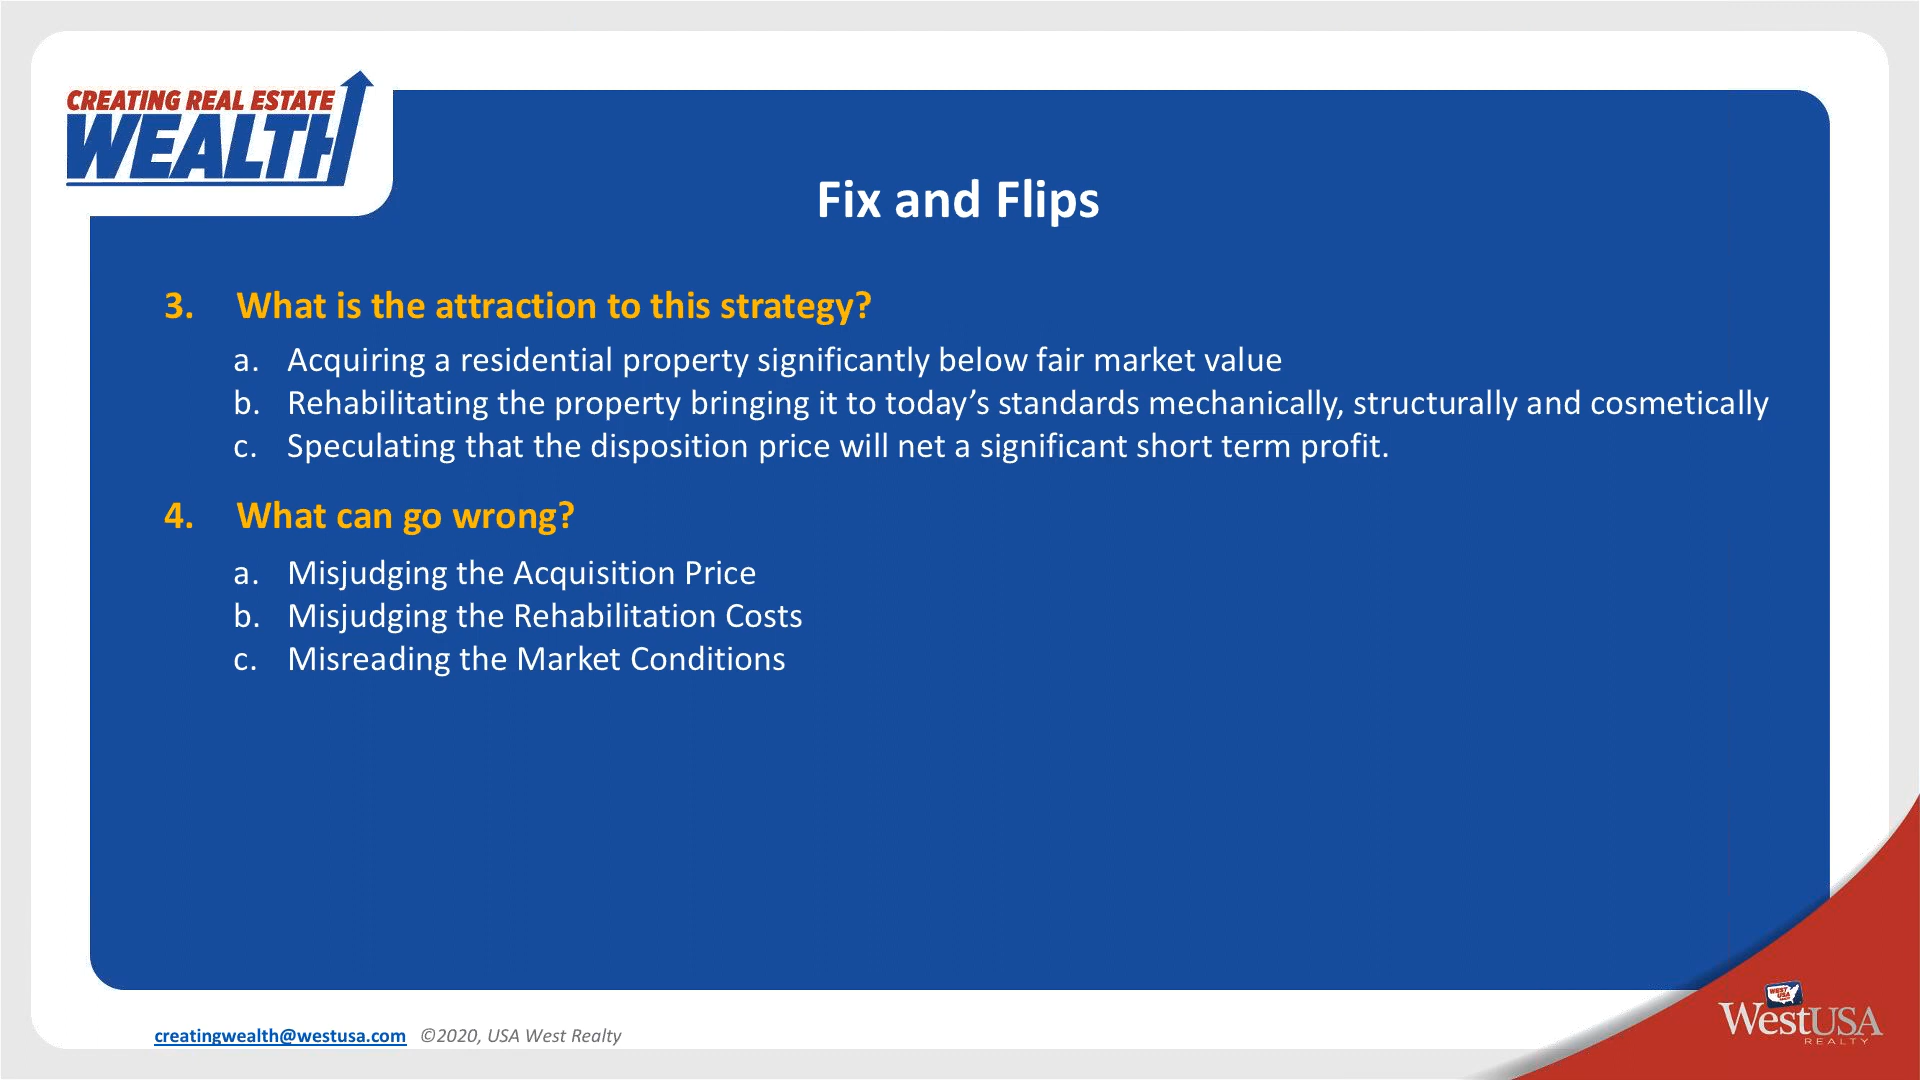 CREATING REAL ESTATE
WEALTH
Fix and Flips
3. What is the attraction to this strategy?
a. Acquiring a residential property significantly below fair market value
b. Rehabilitating the property bringing it to today’s standards mechanically, structurally and cosmetically
c. Speculating that the disposition price will net a significant short term profit.
4. What can go wrong?
a. Misjudging the Acquisition Price
b. Misjudging the Rehabilitation Costs
c. Misreading the Market Conditions
WEST
USA
WestUSA
REALTY
creatingwealth@westusa.com ©2020, USA West Realty